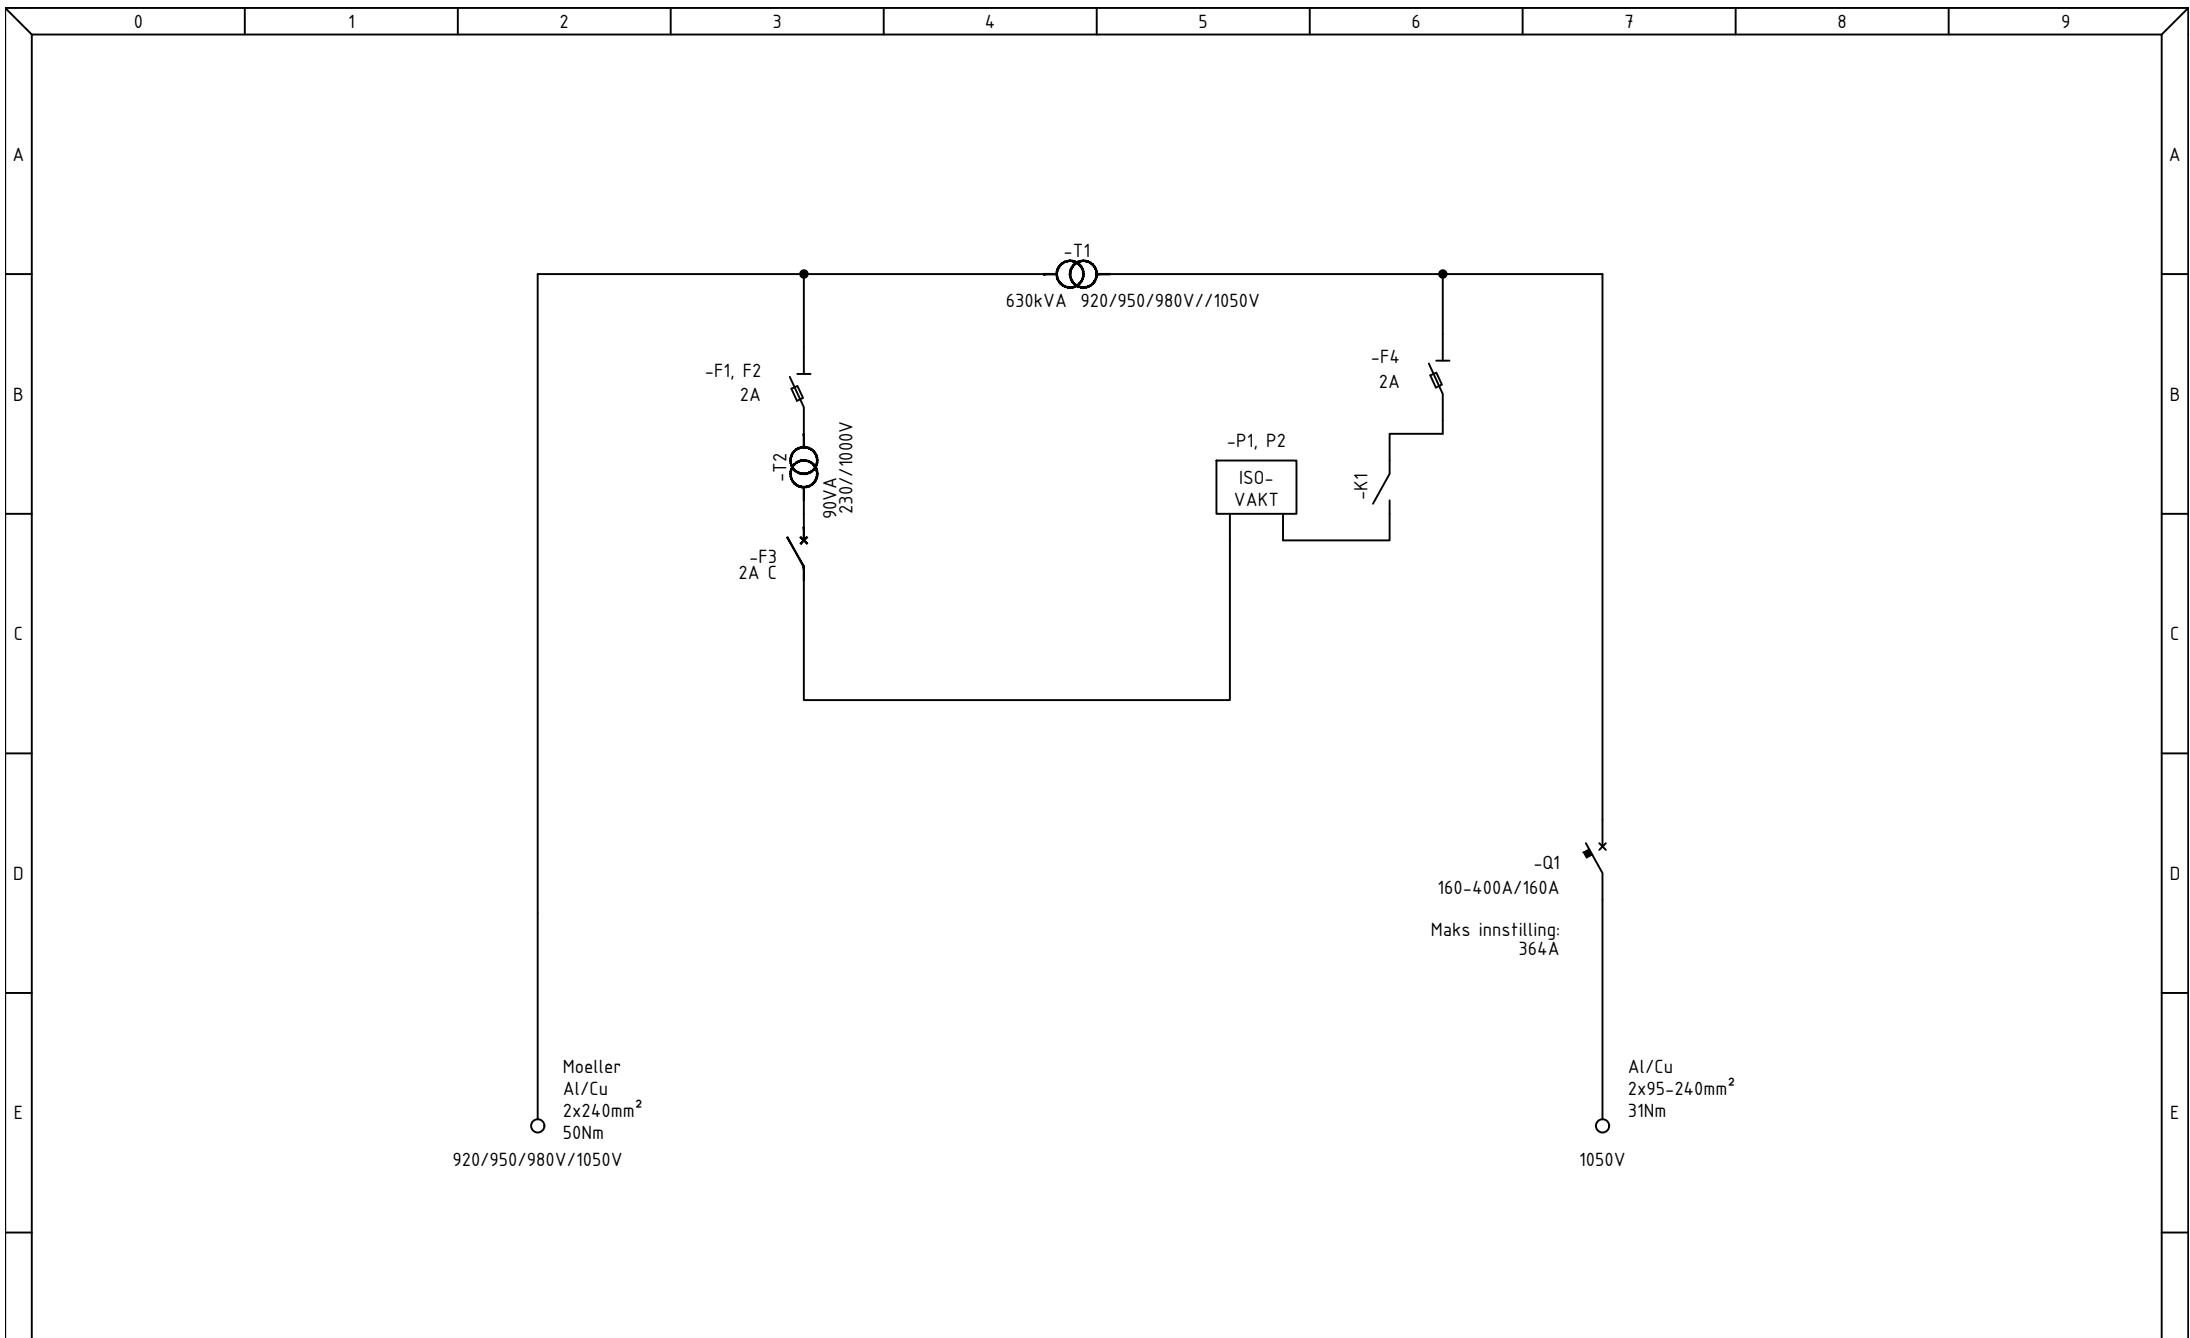 0 1 2 3 4 5 6 7 8 9
A A
-T1
630kVA 920/950/980V//1050V
-F1, F2
2A
-F4
2A
B B
-T2
90VA
230//1000V
-P1, P2
ISO-
VAKT
-K1
-F3
2A C
C C
-Q1
160-400A/160A
D D
Maks innstilling:
364A
Moeller
Al/Cu
2x240mm²
50Nm
920/950/980V/1050V
Al/Cu
2x95-240mm²
31Nm
1050V
E E